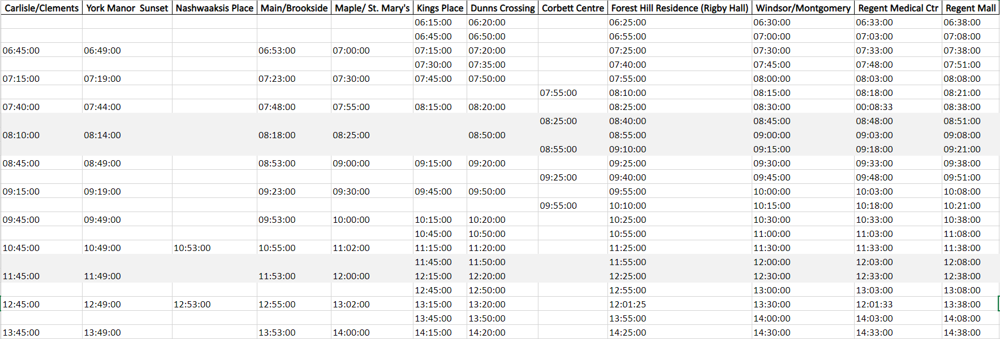 Carlisle/Clements York Manor Sunset Nashwaaksis Place Main/Brookside Maple/ St. Mary's Kings Place Dunns Crossing Corbett Centre Forest Hill Residence (Rigby Hall) Windsor/Montgomery Regent Medical Ctr Regent Mall
06:15:00 06:20:00 06:25:00 06:30:00 06:33:00 06:38:00
06:45:00 06:50:00 06:55:00 07:00:00 07:03:00 07:08:00
06:45:00 06:49:00 06:53:00 07:00:00 07:15:00 07:20:00 07:25:00 07:30:00 07:33:00 07:38:00
07:30:00 07:35:00 07:40:00 07:45:00 07:48:00 07:51:00
07:15:00 07:19:00 07:23:00 07:30:00 07:45:00 07:50:00 07:55:00 08:00:00 08:03:00 08:08:00
07:55:00 08:10:00 08:15:00 08:18:00 08:21:00
07:40:00 07:44:00 07:48:00 07:55:00 08:15:00 08:20:00 08:25:00 08:30:00 00:08:33 08:38:00
08:25:00 08:40:00 08:45:00 08:48:00 08:51:00
08:10:00 08:14:00 08:18:00 08:25:00 08:50:00 08:55:00 09:00:00 09:03:00 09:08:00
08:55:00 09:10:00 09:15:00 09:18:00 09:21:00
08:45:00 08:49:00 08:53:00 09:00:00 09:15:00 09:20:00 09:25:00 09:30:00 09:33:00 09:38:00
09:25:00 09:40:00 09:45:00 09:48:00 09:51:00
09:15:00 09:19:00 09:23:00 09:30:00 09:45:00 09:50:00 09:55:00 10:00:00 10:03:00 10:08:00
09:55:00 10:10:00 10:15:00 10:18:00 10:21:00
09:45:00 09:49:00 09:53:00 10:00:00 10:15:00 10:20:00 10:25:00 10:30:00 10:33:00 10:38:00
10:45:00 10:50:00 10:55:00 11:00:00 11:03:00 11:08:00
10:45:00 10:49:00 10:53:00 10:55:00 11:02:00 11:15:00 11:20:00 11:25:00 11:30:00 11:33:00 11:38:00
11:45:00 11:50:00 11:55:00 12:00:00 12:03:00 12:08:00
11:45:00 11:49:00 11:53:00 12:00:00 12:15:00 12:20:00 12:25:00 12:30:00 12:33:00 12:38:00
12:45:00 12:50:00 12:55:00 13:00:00 13:03:00 13:08:00
12:45:00 12:49:00 12:53:00 12:55:00 13:02:00 13:15:00 13:20:00 12:01:25 13:30:00 12:01:33 13:38:00
13:45:00 13:50:00 13:55:00 14:00:00 14:03:00 14:08:00
13:45:00 13:49:00 13:53:00 14:00:00 14:15:00 14:20:00 14:25:00 14:30:00 14:33:00 14:38:00